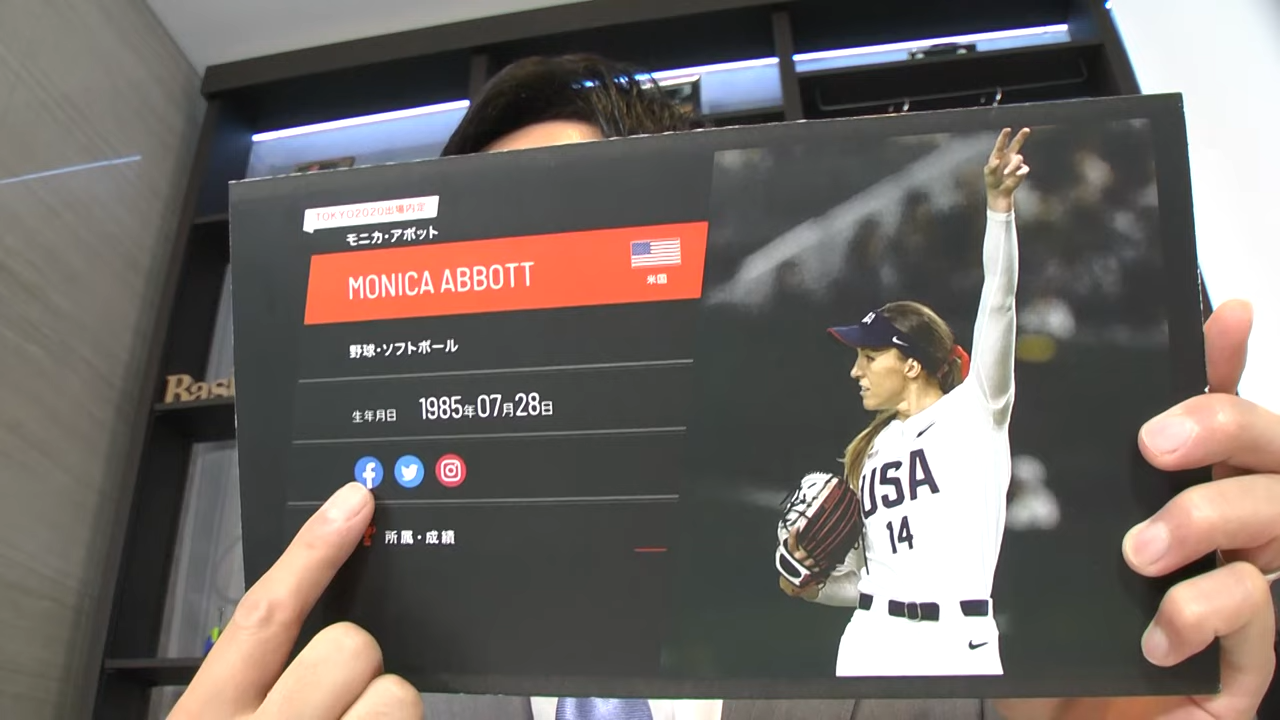 TOKYO2020出場内定
モニカ・アボット
MONICA ABBOTT
米国
野球・ソフトボール
生年月日 1985年07月28日
所属・成績
USA
14